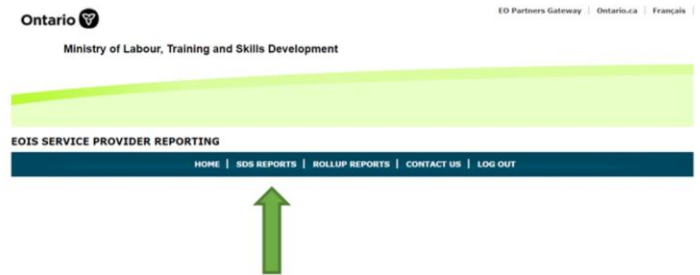 EO Partners Gateway | Ontario.ca | Français
Ontario
Ministry of Labour, Training and Skills Development
EOIS SERVICE PROVIDER REPORTING
HOME | SDS REPORTS | ROLLUP REPORTS | CONTACT US | LOG OUT